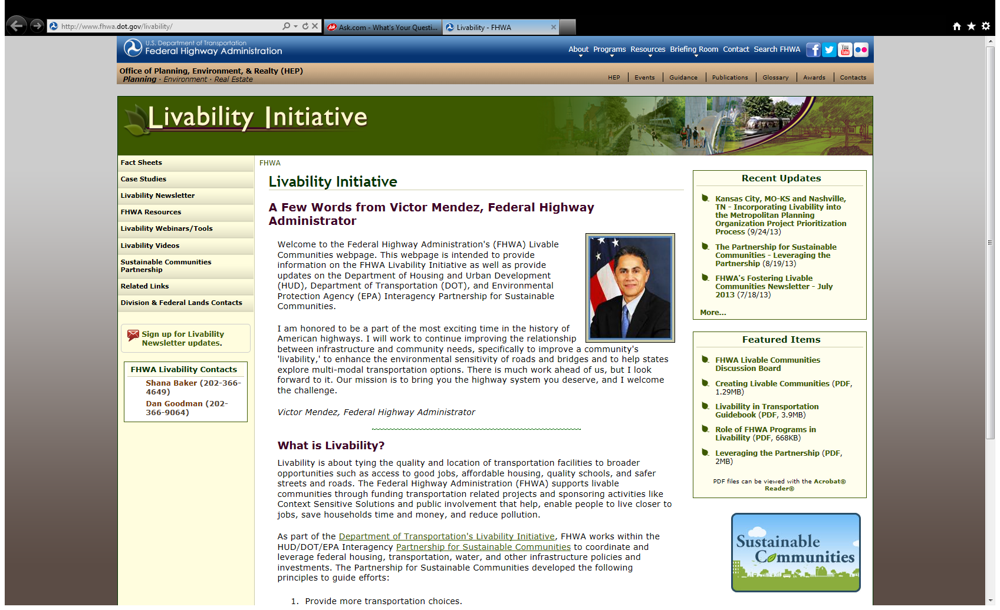 http://www.fhwa.dot.gov/livability/
Ask.com - What's Your Questi...
Livability - FHWA
U.S. Department of Transportation
Federal Highway Administration
About Programs Resources Briefing Room Contact Search FHWA
You Tube
Office of Planning, Environment, & Realty (HEP)
Planning · Environment · Real Estate
HEP Events Guidance Publications Glossary Awards Contacts
Livability Initiative
Fact Sheets
Case Studies
Livability Newsletter
FHWA Resources
Livability Webinars/Tools
Livability Videos
Sustainable Communities
Partnership
Related Links
Division & Federal Lands Contacts
Sign up for Livability
Newsletter updates.
FHWA Livability Contacts
Shana Baker (202-366-
4649)
Dan Goodman (202-
366-9064)
FHWA
Livability Initiative
A Few Words from Victor Mendez, Federal Highway
Administrator
Welcome to the Federal Highway Administration's (FHWA) Livable
Communities webpage. This webpage is intended to provide
information on the FHWA Livability Initiative as well as provide
updates on the Department of Housing and Urban Development
(HUD), Department of Transportation (DOT), and Environmental
Protection Agency (EPA) Interagency Partnership for Sustainable
Communities.
I am honored to be a part of the most exciting time in the history of
American highways. I will work to continue improving the relationship
between infrastructure and community needs, specifically to improve a community's
'livability,' to enhance the environmental sensitivity of roads and bridges and to help states
explore multi-modal transportation options. There is much work ahead of us, but I look
forward to it. Our mission is to bring you the highway system you deserve, and I welcome
the challenge.
Victor Mendez, Federal Highway Administrator
What is Livability?
Livability is about tying the quality and location of transportation facilities to broader
opportunities such as access to good jobs, affordable housing, quality schools, and safer
streets and roads. The Federal Highway Administration (FHWA) supports livable
communities through funding transportation related projects and sponsoring activities like
Context Sensitive Solutions and public involvement that help, enable people to live closer to
jobs, save households time and money, and reduce pollution.
As part of the Department of Transportation's Livability Initiative, FHWA works within the
HUD/DOT/EPA Interagency Partnership for Sustainable Communities to coordinate and
leverage federal housing, transportation, water, and other infrastructure policies and
investments. The Partnership for Sustainable Communities developed the following
principles to guide efforts:
1. Provide more transportation choices.
Recent Updates
Kansas City, MO-KS and Nashville,
TN - Incorporating Livability into
the Metropolitan Planning
Organization Project Prioritization
Process (9/24/13)
The Partnership for Sustainable
Communities - Leveraging the
Partnership (8/19/13)
FHWA's Fostering Livable
Communities Newsletter - July
2013 (7/18/13)
More...
Featured Items
FHWA Livable Communities
Discussion Board
Creating Livable Communities (PDF,
1.29MB)
Livability in Transportation
Guidebook (PDF, 3.9MB)
Role of FHWA Programs in
Livability (PDF, 668KB)
Leveraging the Partnership (PDF,
2MB)
PDF files can be viewed with the Acrobat®
Reader®
Sustainable
Communities